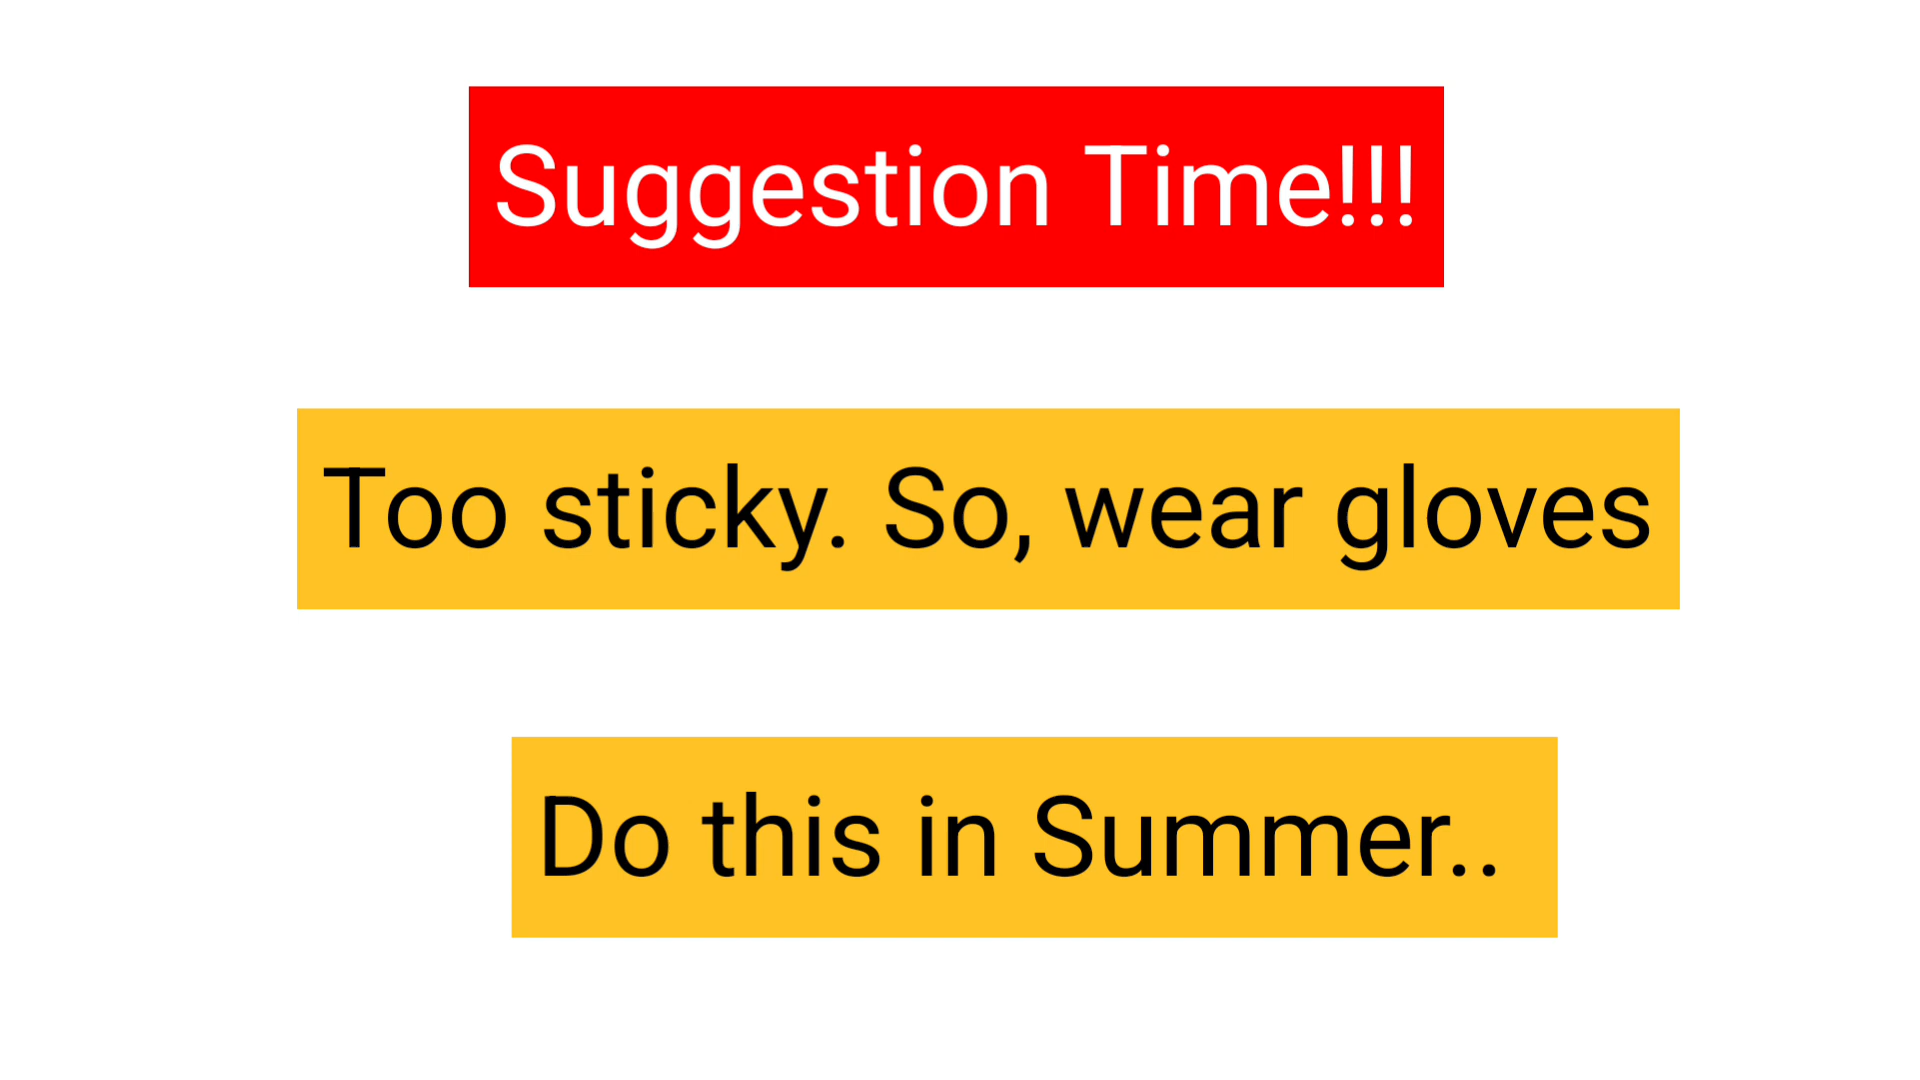 Suggestion Time!!!
Too sticky. So, wear gloves
Do this in Summer..